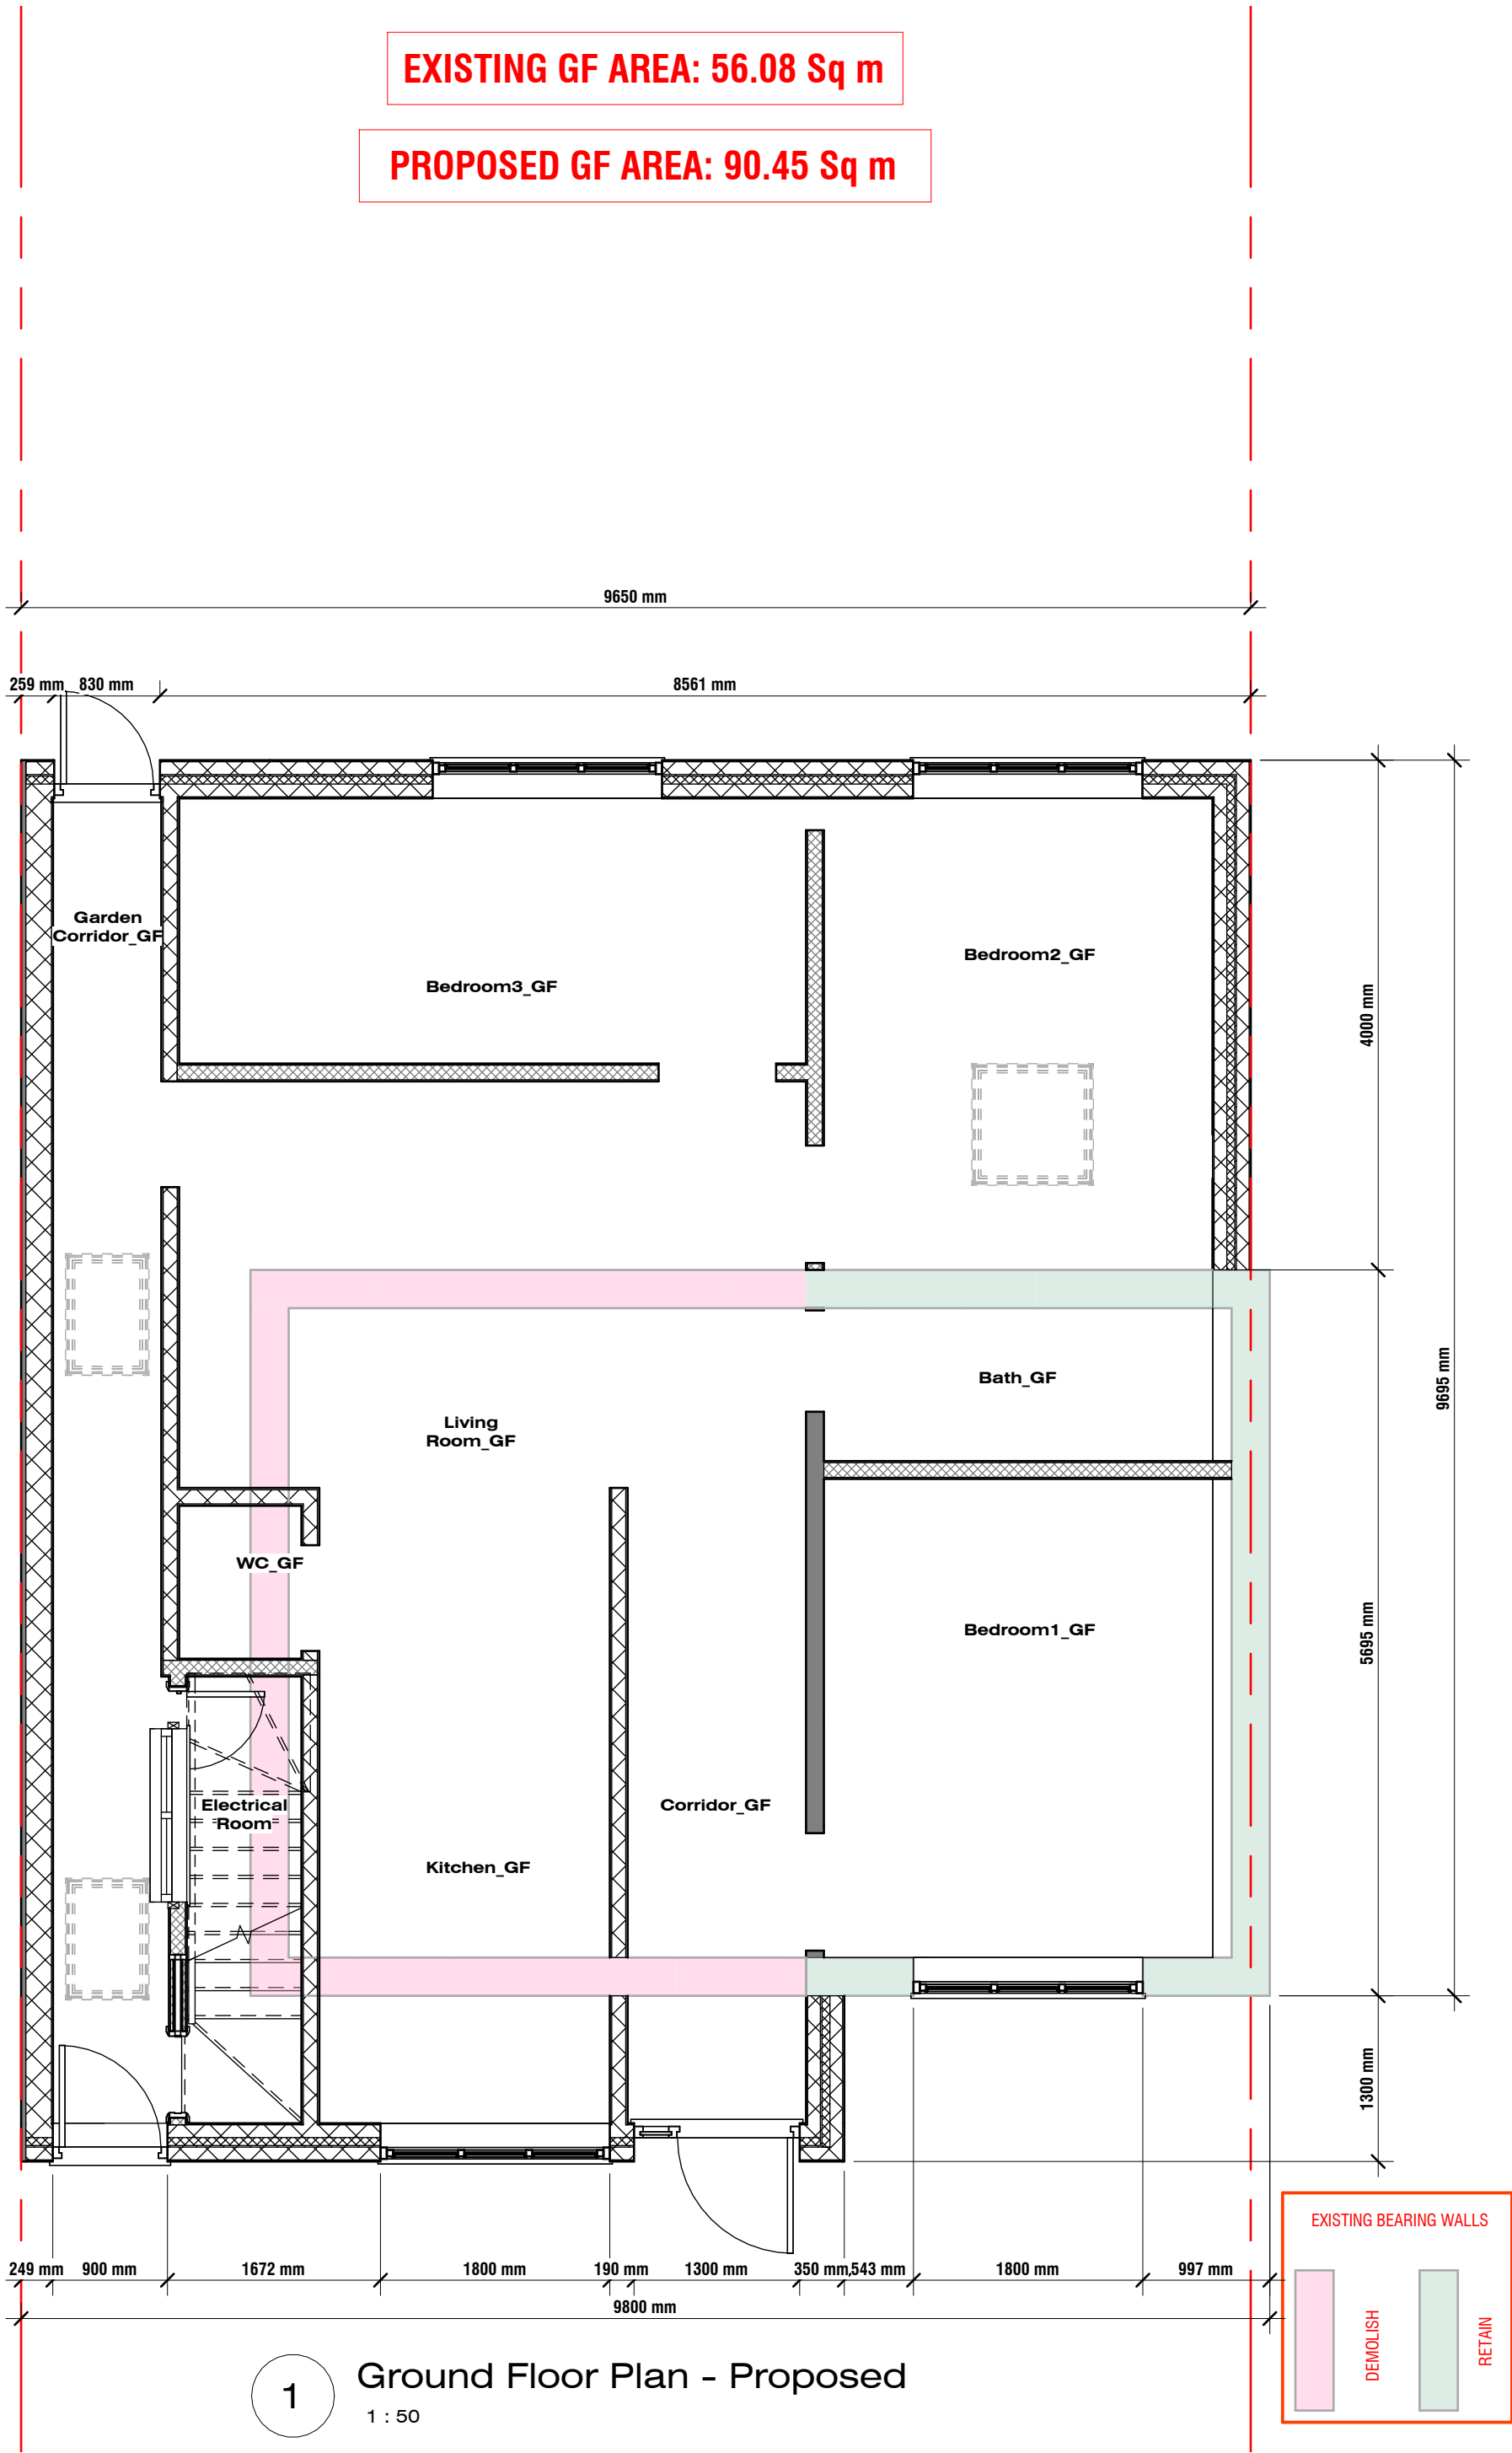 EXISTING GF AREA: 56.08 Sq m
PROPOSED GF AREA: 90.45 Sq m
9650 mm
259 mm
830 mm
8561 mm
Garden
Corridor_GF
Bedroom3_GF
Bedroom2_GF
4000 mm
9695 mm
Bath_GF
Living
Room_GF
WC_GF
Bedroom1_GF
5695 mm
Electrical
Room
Corridor_GF
Kitchen_GF
1300 mm
249 mm
900 mm
1672 mm
1800 mm
190 mm
1300 mm
350 mm
543 mm
1800 mm
997 mm
9800 mm
EXISTING BEARING WALLS
DEMOLISH
RETAIN
1
Ground Floor Plan - Proposed
1 : 50